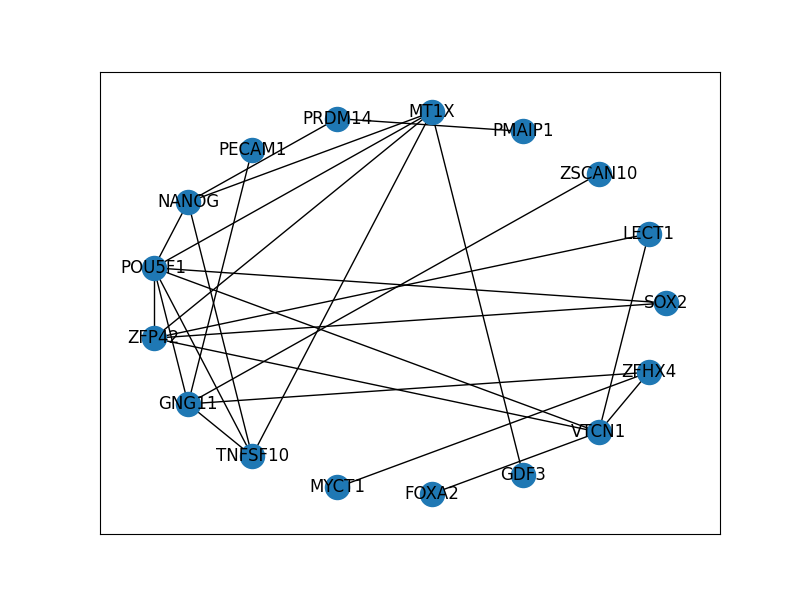 MT1X
PRDM14
PMAIP1
PECAM1
ZSCAN10
NANOG
LECT1
POU5F1
SOX2
ZFP42
ZFHX4
GNG11
VTCN1
TNFSF10
GDF3
MYCT1
FOXA2